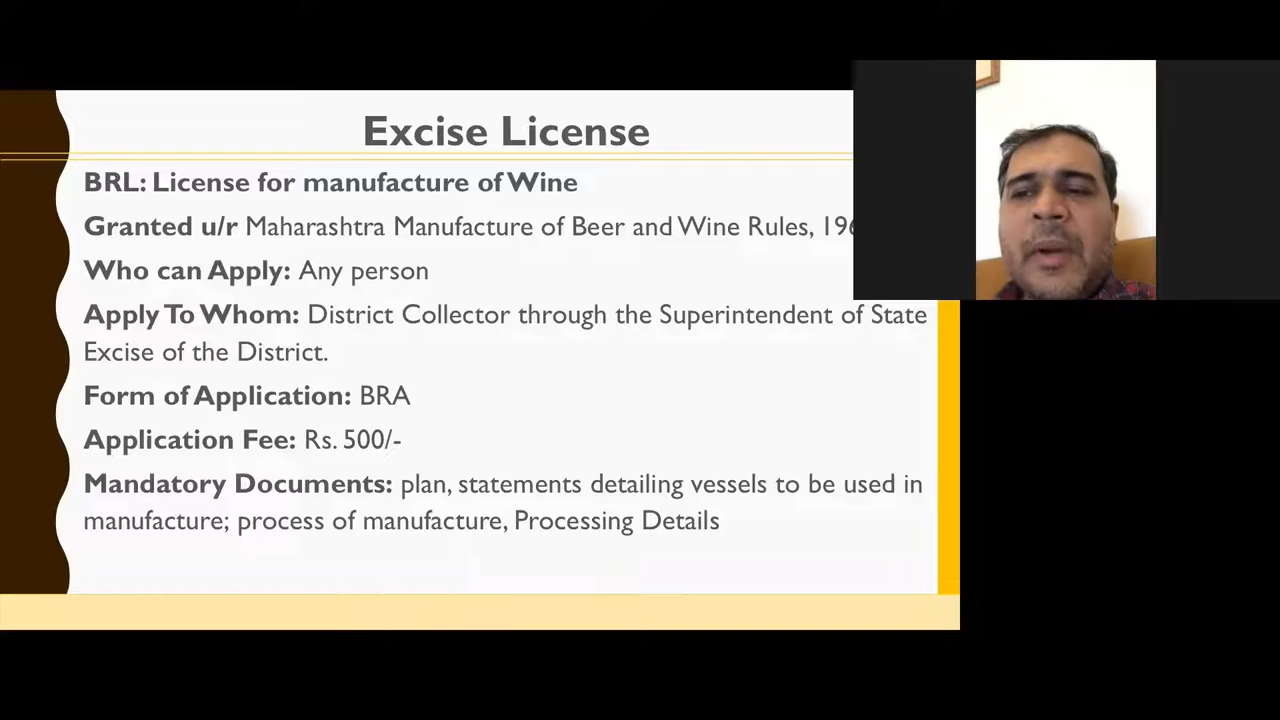 Excise License
BRL: License for manufacture of Wine
Granted u/r Maharashtra Manufacture of Beer and Wine Rules,
Who can Apply: Any person
Apply To Whom: District Collector through the Superintendent of State
Excise of the District.
Form of Application: BRA
Application Fee: Rs. 500/-
Mandatory Documents: plan, statements detailing vessels to be used in
manufacture; process of manufacture, Processing Details